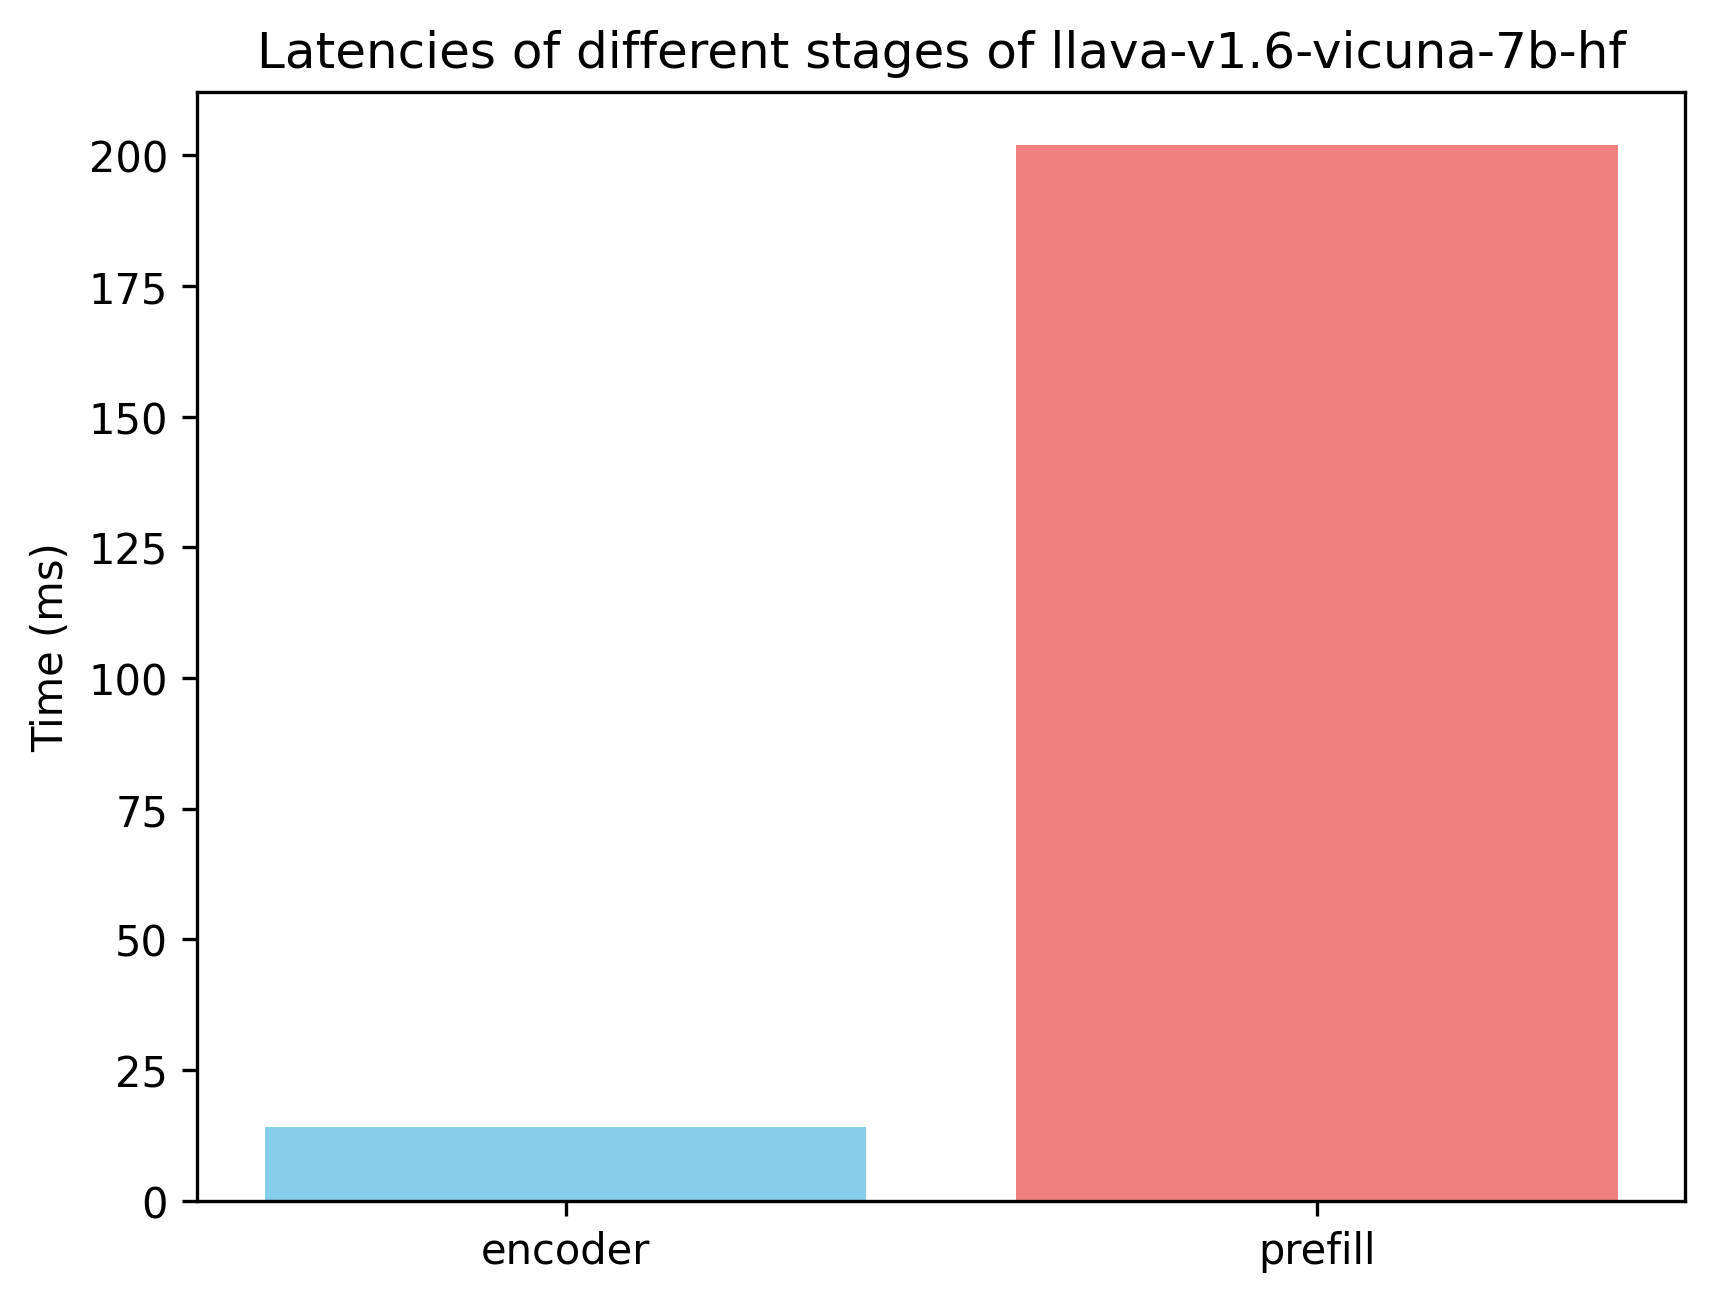 Latencies of different stages of llava-v1.6-vicuna-7b-hf
Time (ms)
200
175
150
125
100
75
50
25
0
encoder
prefill